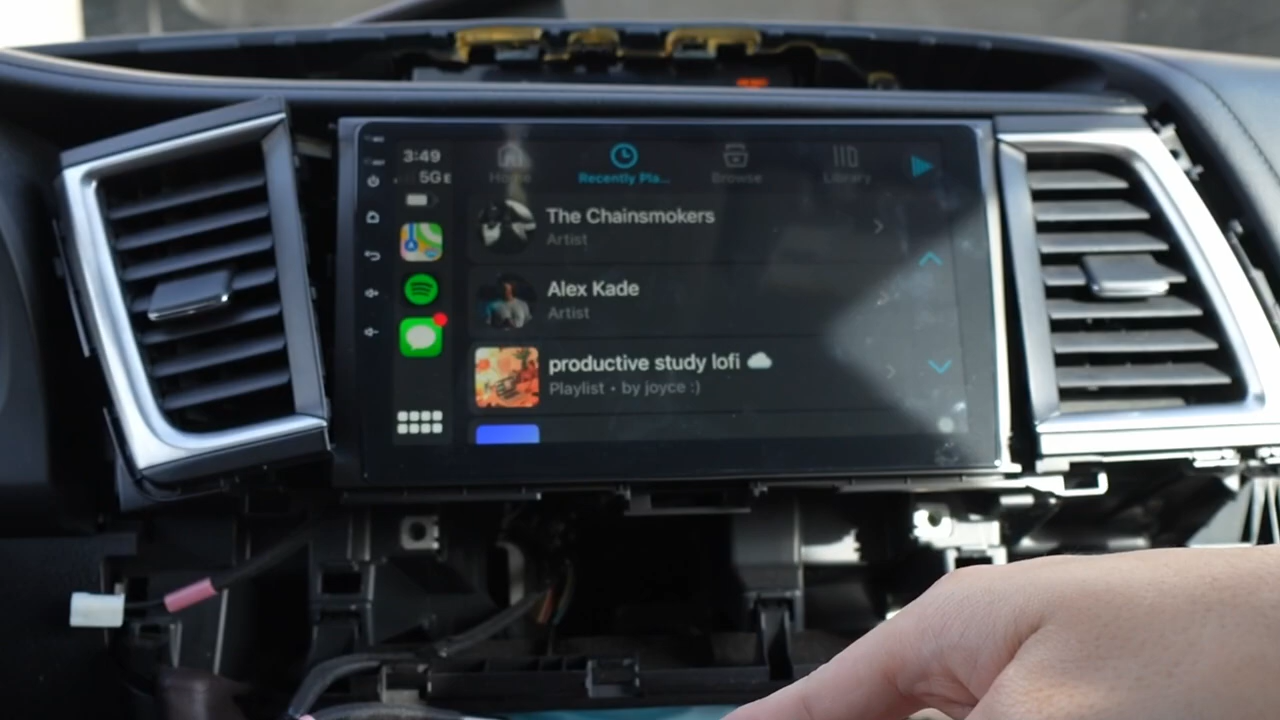 3:49
5G E
Home
Recently Pla...
Browse
Library
The Chainsmokers
Artist
Alex Kade
Artist
productive study lofi
Playlist • by joyce :)